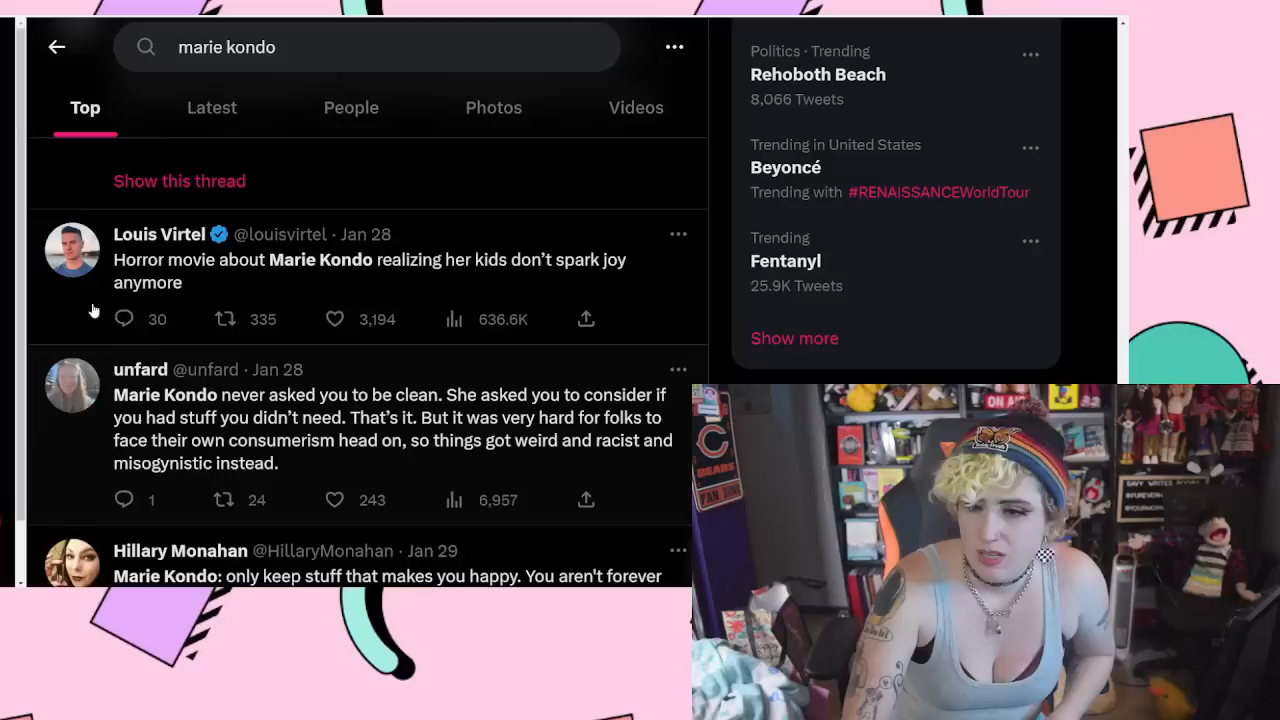 marie kondo
Top
Latest
People
Photos
Videos
Show this thread
Louis Virtel @louisvirtel · Jan 28
Horror movie about Marie Kondo realizing her kids don’t spark joy
anymore
30
335
3,194
636.6K
unfard @unfard · Jan 28
Marie Kondo never asked you to be clean. She asked you to consider if
you had stuff you didn’t need. That’s it. But it was very hard for folks to
face their own consumerism head on, so things got weird and racist and
misogynistic instead.
1
24
243
6,957
Hillary Monahan @HillaryMonahan · Jan 29
Marie Kondo: only keep stuff that makes you happy. You aren't forever
Politics · Trending
Rehoboth Beach
8,066 Tweets
Trending in United States
Beyoncé
Trending with #RENAISSANCEWorldTour
Trending
Fentanyl
25.9K Tweets
Show more
ON AIR
BEARS
FAN ZONE
SAVY WRITES BOOKS